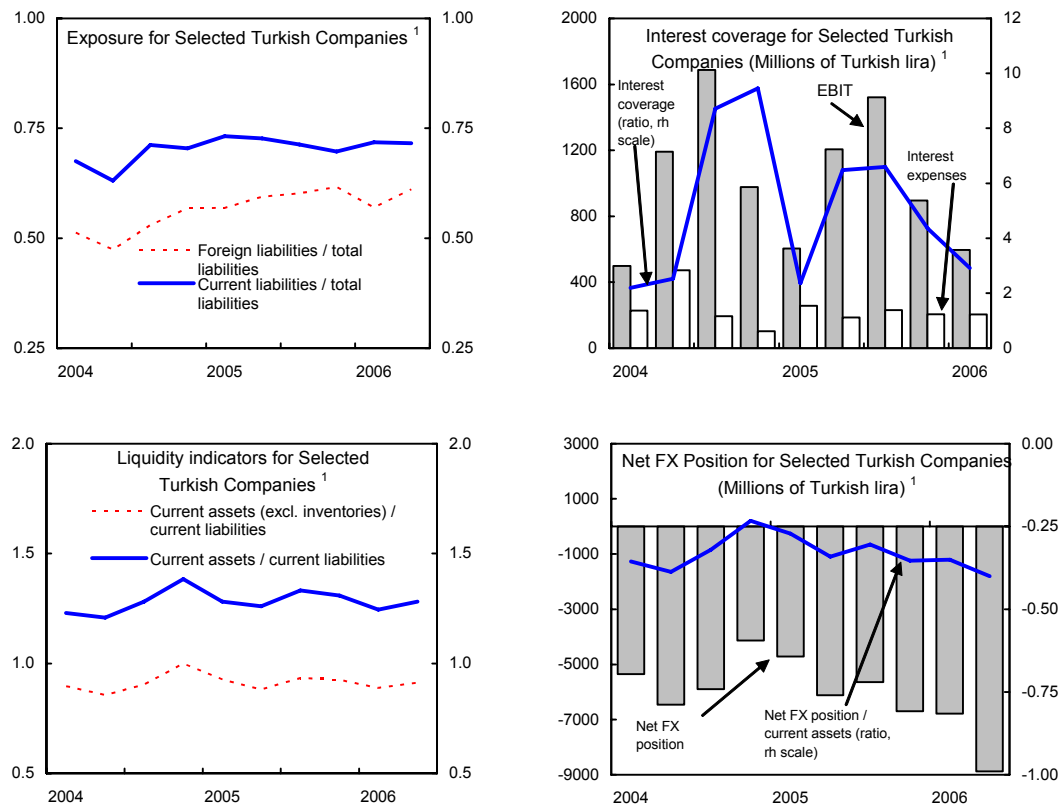 Exposure for Selected Turkish Companies 1
1.00
0.75
0.50
0.25
1.00
0.75
0.50
0.25
Foreign liabilities / total
liabilities
Current liabilities / total
liabilities
2004
2005
2006
Interest coverage for Selected Turkish
Companies (Millions of Turkish lira) 1
2000
1600
1200
800
400
0
12
10
8
6
4
2
0
Interest
coverage
(ratio, rh
scale)
EBIT
Interest
expenses
2004
2005
2006
Liquidity indicators for Selected
Turkish Companies 1
2.0
1.5
1.0
0.5
2.0
1.5
1.0
0.5
Current assets (excl. inventories) /
current liabilities
Current assets / current liabilities
2004
2005
2006
Net FX Position for Selected Turkish Companies
(Millions of Turkish lira) 1
3000
1000
-1000
-3000
-5000
-7000
-9000
0.00
-0.25
-0.50
-0.75
-1.00
Net FX
position
Net FX position /
current assets (ratio,
rh scale)
2004
2005
2006